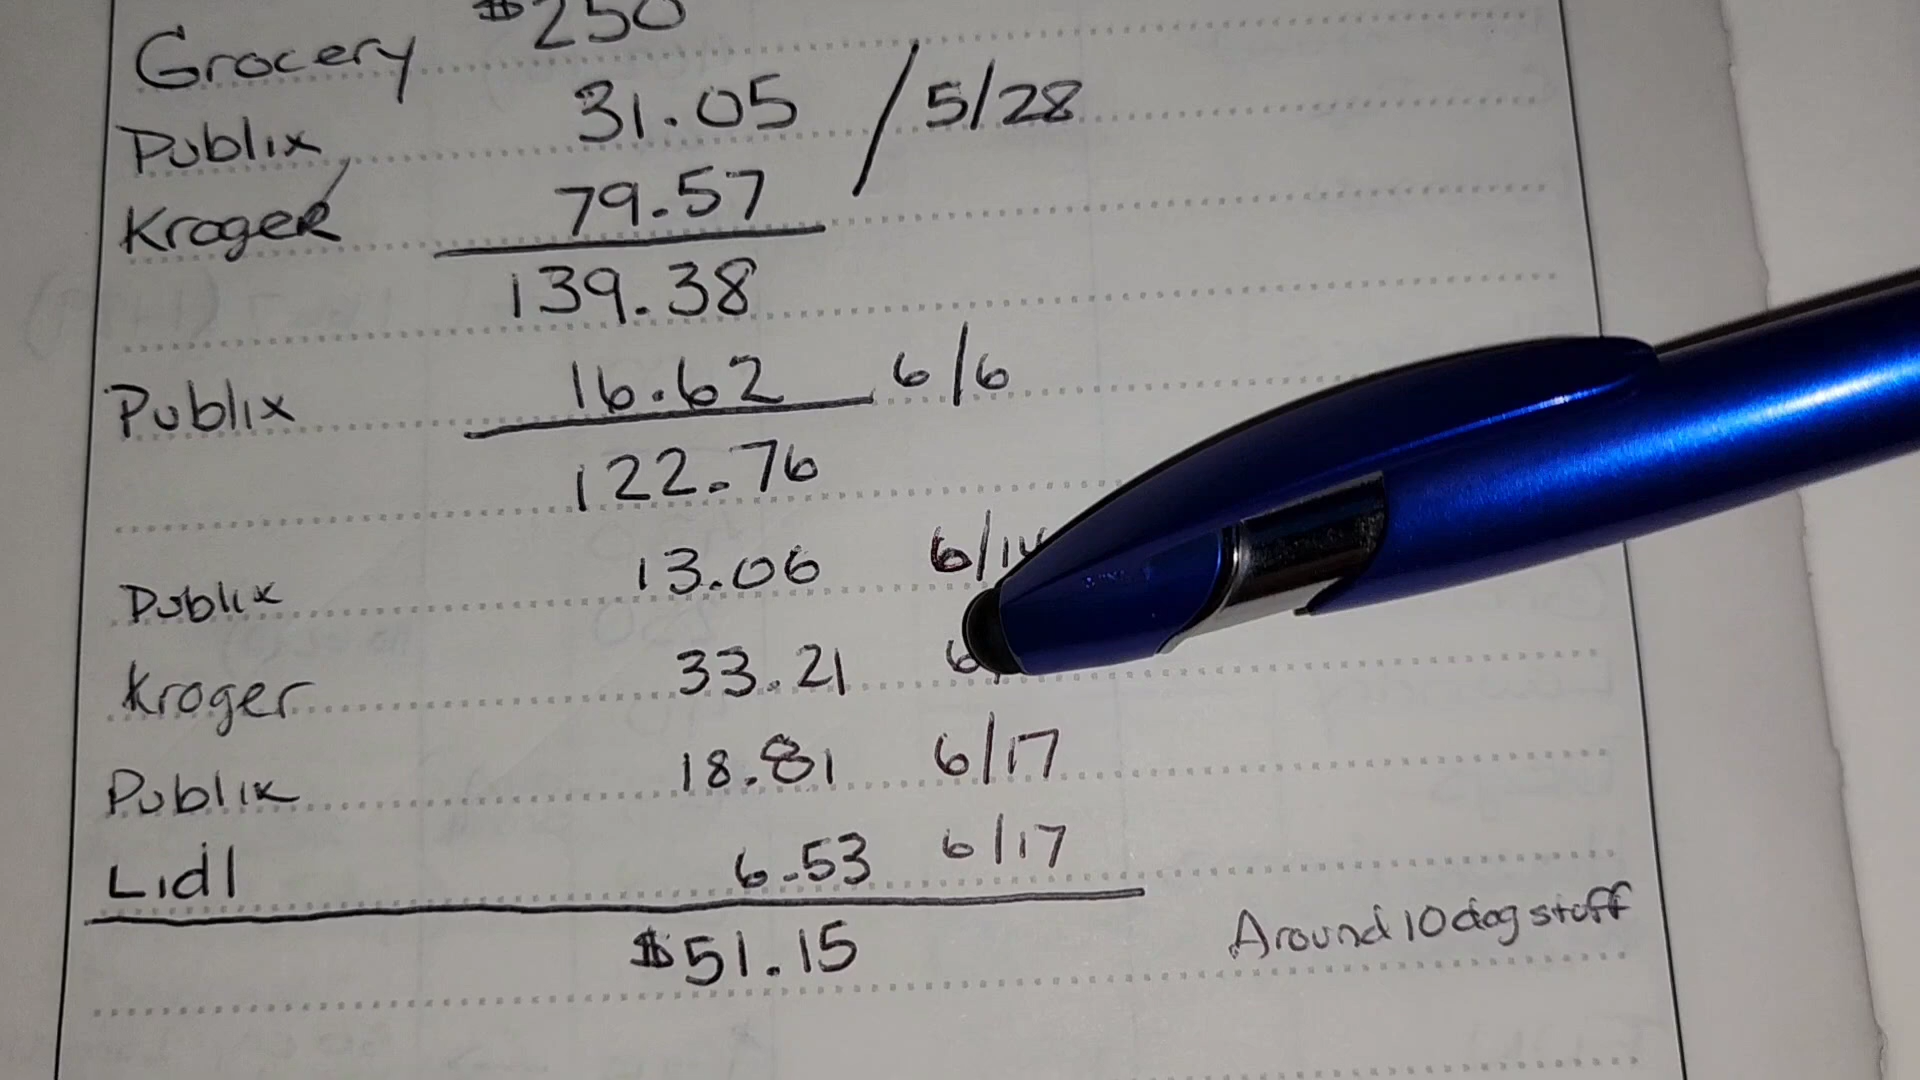 Grocery $250
Publix 31.05 / 5/28
Kroger 79.57
139.38
Publix 16.62 6/6
122.76
Publix 13.06
Kroger 33.21
Publix 18.81 6/17
Lidl 6.53 6/17
$51.15
Around 10 dog stuff